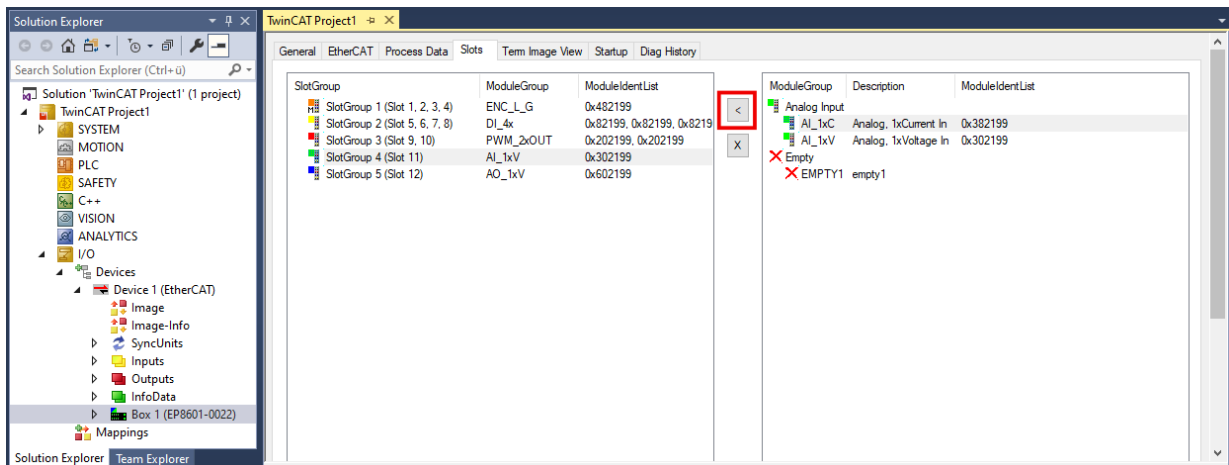 Solution Explorer
Search Solution Explorer (Ctrl+ü)
Solution 'TwinCAT Project1' (1 project)
TwinCAT Project1
SYSTEM
MOTION
PLC
SAFETY
C++
VISION
ANALYTICS
I/O
Devices
Device 1 (EtherCAT)
Image
Image-Info
SyncUnits
Inputs
Outputs
InfoData
Box 1 (EP8601-0022)
Mappings
Solution Explorer Team Explorer
TwinCAT Project1
General EtherCAT Process Data Slots Term Image View Startup Diag History
SlotGroup ModuleGroup ModuleIdentList
SlotGroup 1 (Slot 1, 2, 3, 4) ENC_L_G 0x482199
SlotGroup 2 (Slot 5, 6, 7, 8) DI_4x 0x82199, 0x82199, 0x8219
SlotGroup 3 (Slot 9, 10) PWM_2xOUT 0x202199, 0x202199
SlotGroup 4 (Slot 11) AI_1xV 0x302199
SlotGroup 5 (Slot 12) AO_1xV 0x602199
<
X
ModuleGroup Description ModuleIdentList
Analog Input
AI_1xC Analog, 1xCurrent In 0x382199
AI_1xV Analog, 1xVoltage In 0x302199
Empty
EMPTY1 empty1